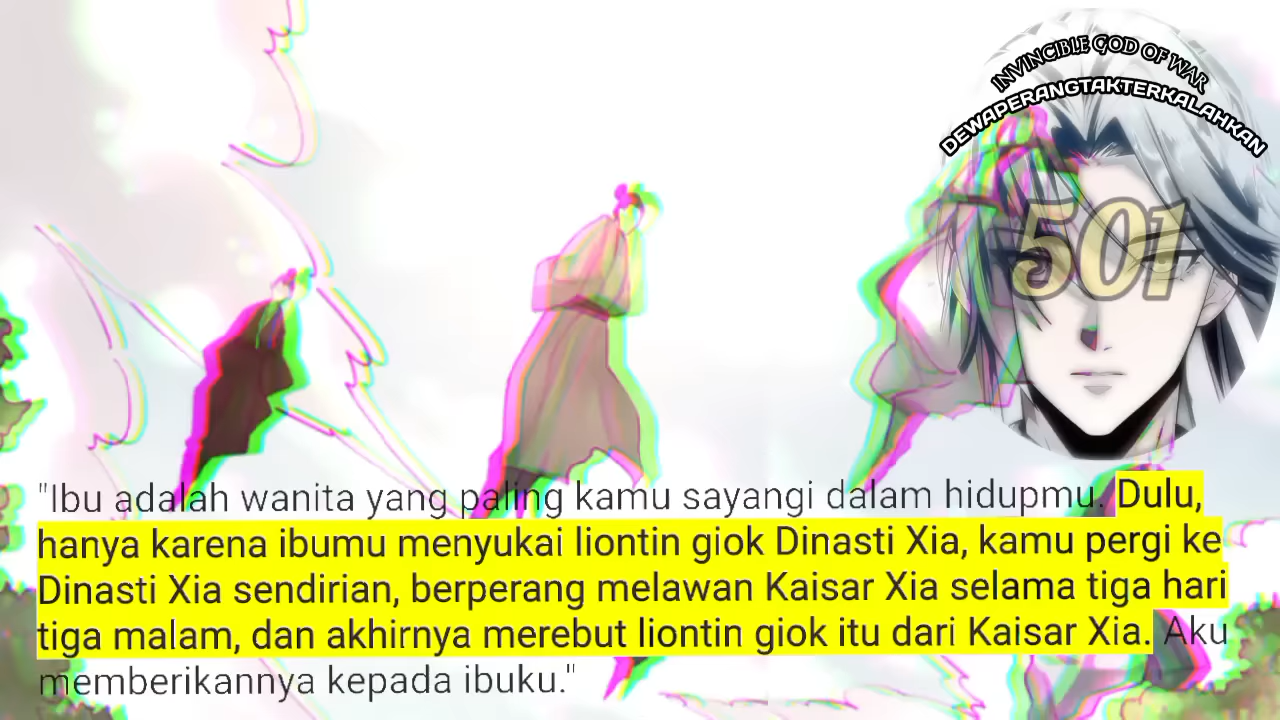 INVINCIBLE GOD OF WAR
DEWAPERANGTAKTERKALAHKAN
501
"Ibu adalah wanita yang paling kamu sayangi dalam hidupmu. Dulu,
hanya karena ibumu menyukai liontin giok Dinasti Xia, kamu pergi ke
Dinasti Xia sendirian, berperang melawan Kaisar Xia selama tiga hari
tiga malam, dan akhirnya merebut liontin giok itu dari Kaisar Xia. Aku
memberikannya kepada ibuku."